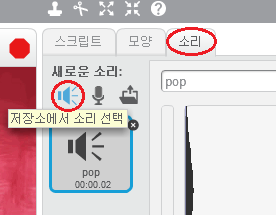 스크립트 모양 소리
새로운 소리:
pop
저장소에서 소리 선택
pop
00:00.02